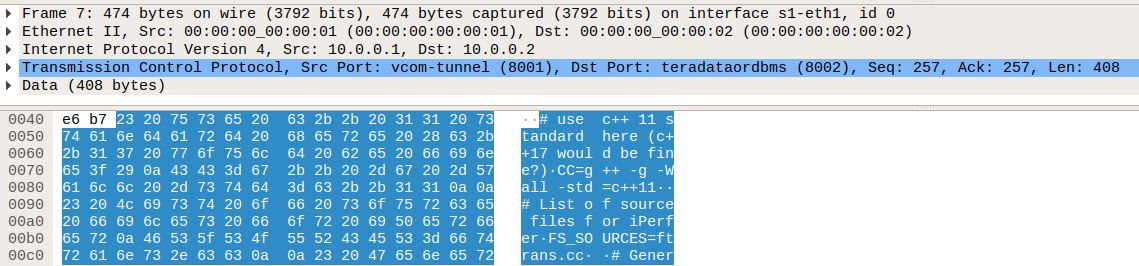 Frame 7: 474 bytes on wire (3792 bits), 474 bytes captured (3792 bits) on interface s1-eth1, id 0
Ethernet II, Src: 00:00:00_00:00:01 (00:00:00:00:00:01), Dst: 00:00:00_00:00:02 (00:00:00:00:00:02)
Internet Protocol Version 4, Src: 10.0.0.1, Dst: 10.0.0.2
Transmission Control Protocol, Src Port: vcom-tunnel (8001), Dst Port: teradataordbms (8002), Seq: 257, Ack: 257, Len: 408
Data (408 bytes)
0040 e6 b7 23 20 75 73 65 20 63 2b 2b 20 31 31 20 73 ··# use c++ 11 s
0050 74 61 6e 64 61 72 64 20 68 65 72 65 20 28 63 2b tandard here (c+
0060 2b 31 37 20 77 6f 75 6c 64 20 62 65 20 66 69 6e +17 woul d be fin
0070 65 3f 29 0a 43 43 3d 67 2b 2b 20 2d 67 20 2d 57 e?)·CC=g ++ -g -W
0080 61 6c 6c 20 2d 73 74 64 3d 63 2b 2b 31 31 0a 0a all -std =c++11··
0090 23 20 4c 69 73 74 20 6f 66 20 73 6f 75 72 63 65 # List o f source
00a0 20 66 69 6c 65 73 20 66 6f 72 20 69 50 65 72 66 files f or iPerf
00b0 65 72 0a 46 53 5f 53 4f 55 52 43 45 53 3d 66 74 er·FS_SO URCES=ft
00c0 72 61 6e 73 2e 63 63 0a 0a 23 20 47 65 6e 65 72 rans.cc· ·# Gener